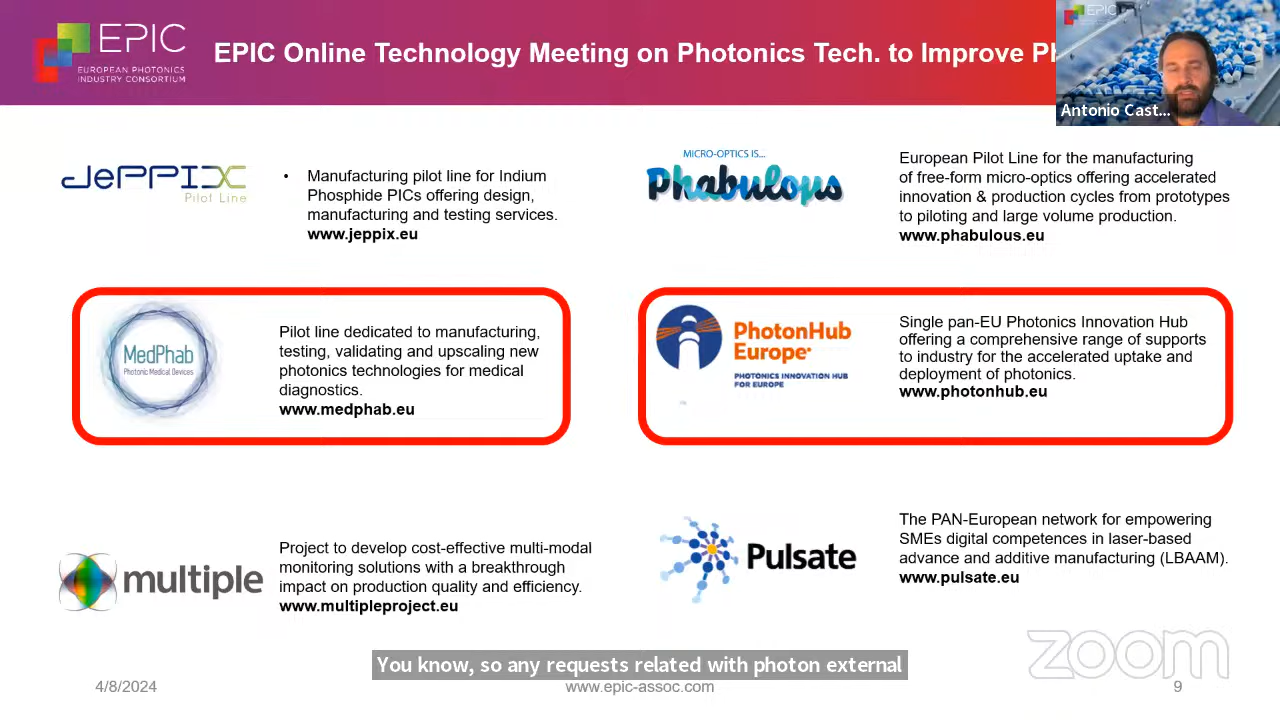 EPIC
EUROPEAN PHOTONICS
INDUSTRY CONSORTIUM
EPIC Online Technology Meeting on Photonics Tech. to Improve
EPIC
Antonio Cast...
JePPIX
Pilot Line
• Manufacturing pilot line for Indium
Phosphide PICs offering design,
manufacturing and testing services.
www.jeppix.eu
MICRO-OPTICS IS...
Phabulous
European Pilot Line for the manufacturing
of free-form micro-optics offering accelerated
innovation & production cycles from prototypes
to piloting and large volume production.
www.phabulous.eu
MedPhab
Photonic Medical Devices
Pilot line dedicated to manufacturing,
testing, validating and upscaling new
photonics technologies for medical
diagnostics.
www.medphab.eu
PhotonHub
Europe
PHOTONICS INNOVATION HUB
FOR EUROPE
Single pan-EU Photonics Innovation Hub
offering a comprehensive range of supports
to industry for the accelerated uptake and
deployment of photonics.
www.photonhub.eu
multiple
Project to develop cost-effective multi-modal
monitoring solutions with a breakthrough
impact on production quality and efficiency.
www.multipleproject.eu
Pulsate
The PAN-European network for empowering
SMEs digital competences in laser-based
advance and additive manufacturing (LBAAM).
www.pulsate.eu
zoom
You know, so any requests related with photon external
4/8/2024
www.epic-assoc.com
9